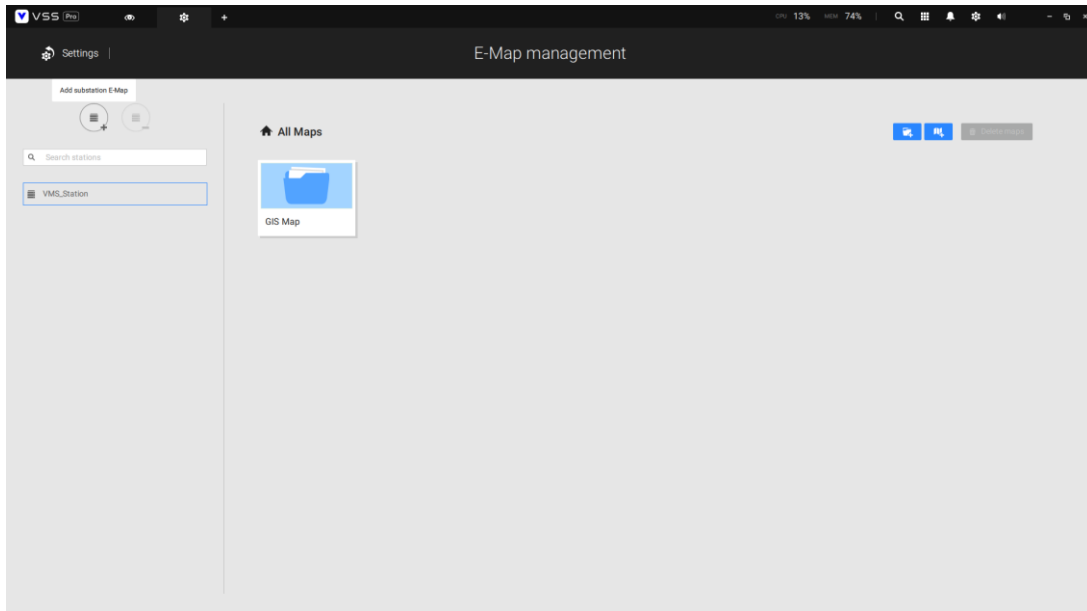 VSS Pro + CPU 13% MEM 74%
Settings E-Map management
Add substation E-Map
All Maps Delete maps
Search stations
VMS_Station
GIS Map